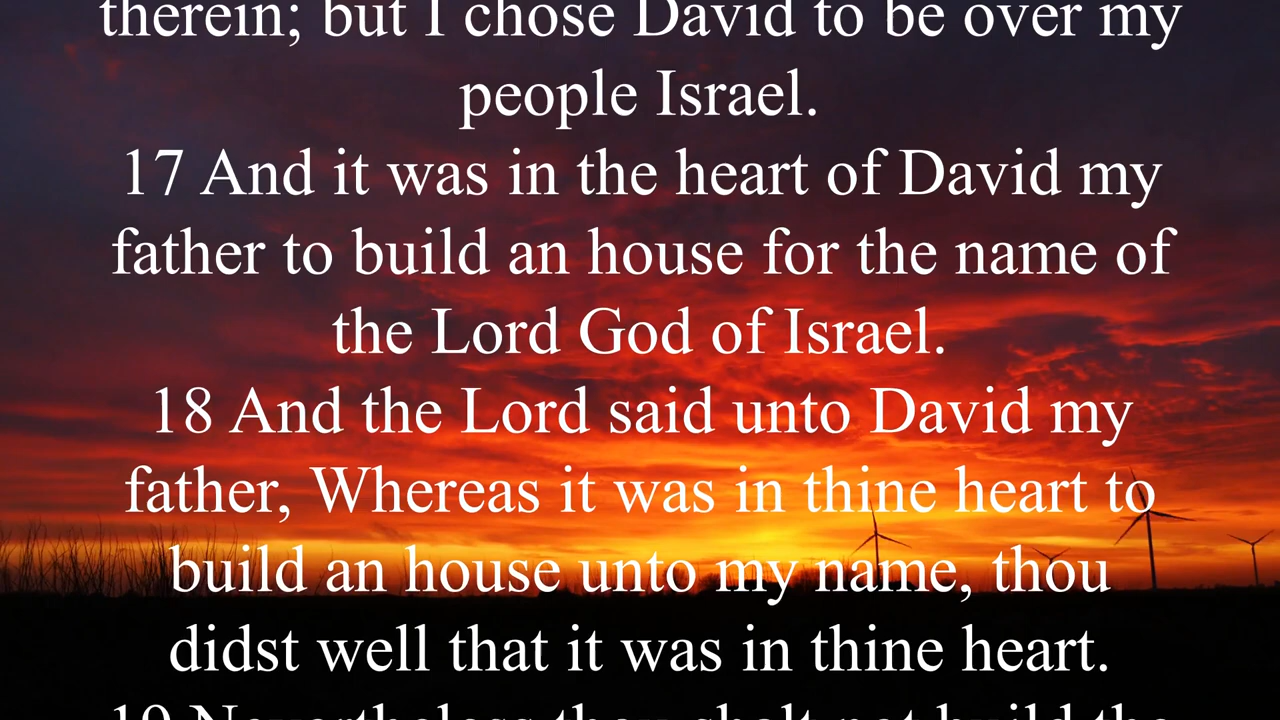 therein; but I chose David to be over my
people Israel.
17 And it was in the heart of David my
father to build an house for the name of
the Lord God of Israel.
18 And the Lord said unto David my
father, Whereas it was in thine heart to
build an house unto my name, thou
didst well that it was in thine heart.
19 Nevertheless thou shalt not build the